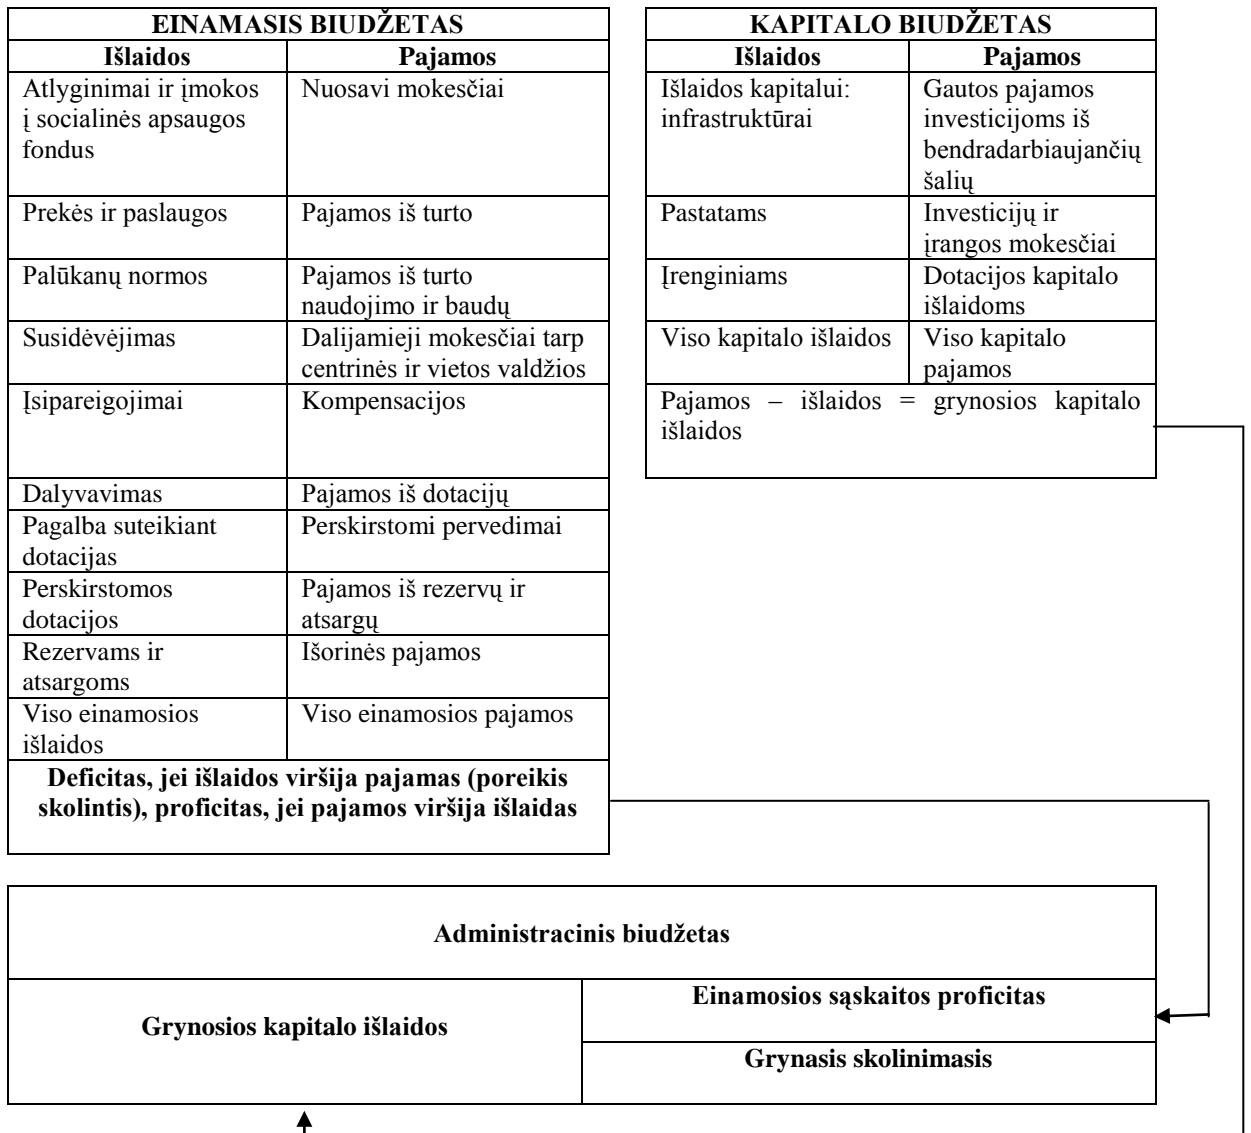 EINAMASIS BIUDŽETAS
Išlaidos
Pajamos
Atlyginimai ir įmokos
į socialinės apsaugos
fondus
Nuosavi mokesčiai
Prekės ir paslaugos
Pajamos iš turto
Palūkanų normos
Pajamos iš turto
naudojimo ir baudų
Susidėvėjimas
Dalijamieji mokesčiai tarp
centrinės ir vietos valdžios
Įsipareigojimai
Kompensacijos
Dalyvavimas
Pajamos iš dotacijų
Pagalba suteikiant
dotacijas
Perskirstomi pervedimai
Perskirstomos
dotacijos
Pajamos iš rezervų ir
atsargų
Rezervams ir
atsargoms
Išorinės pajamos
Viso einamosios
išlaidos
Viso einamosios pajamos
Deficitas, jei išlaidos viršija pajamas (poreikis
skolintis), proficitas, jei pajamos viršija išlaidas
KAPITALO BIUDŽETAS
Išlaidos
Pajamos
Išlaidos kapitalui:
infrastruktūrai
Gautos pajamos
investicijoms iš
bendradarbiaujančių
šalių
Pastatams
Investicijų ir
įrangos mokesčiai
Įrenginiams
Dotacijos kapitalo
išlaidoms
Viso kapitalo išlaidos
Viso kapitalo
pajamos
Pajamos – išlaidos = grynosios kapitalo
išlaidos
Administracinis biudžetas
Grynosios kapitalo išlaidos
Einamosios sąskaitos proficitas
Grynasis skolinimasis